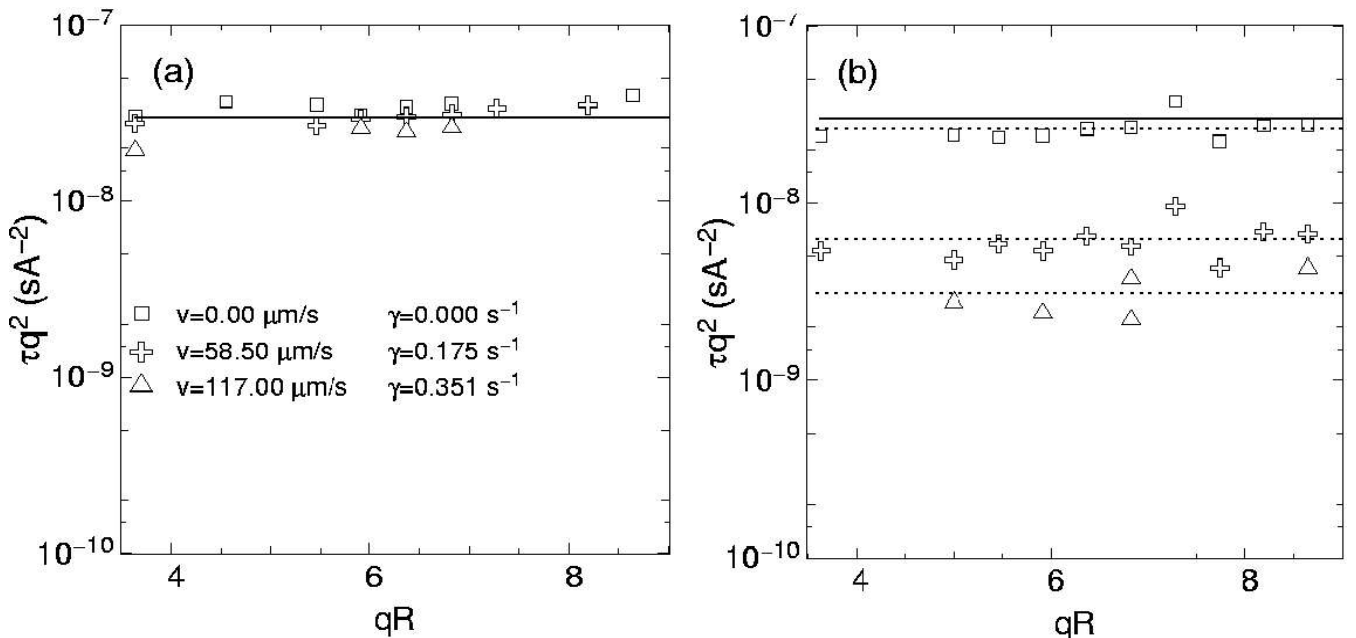 (a)
10⁻⁷
10⁻⁸
10⁻⁹
10⁻¹⁰
τq² (sA⁻²)
v=0.00 μm/s γ=0.000 s⁻¹
v=58.50 μm/s γ=0.175 s⁻¹
v=117.00 μm/s γ=0.351 s⁻¹
4 6 8
qR
(b)
10⁻⁷
10⁻⁸
10⁻⁹
10⁻¹⁰
τq² (sA⁻²)
4 6 8
qR